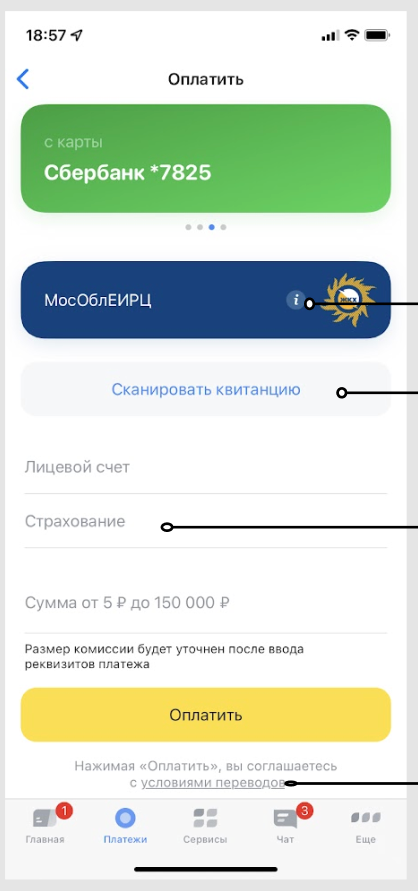 18:57
Оплатить
с карты
Сбербанк *7825
МосОблЕИРЦ
i
ЖКХ
Сканировать квитанцию
Лицевой счет
Страхование
Сумма от 5 ₽ до 150 000 ₽
Размер комиссии будет уточнен после ввода
реквизитов платежа
Оплатить
Нажимая «Оплатить», вы соглашаетесь
с условиями переводов
1
3
Главная Платежи Сервисы Чат Еще